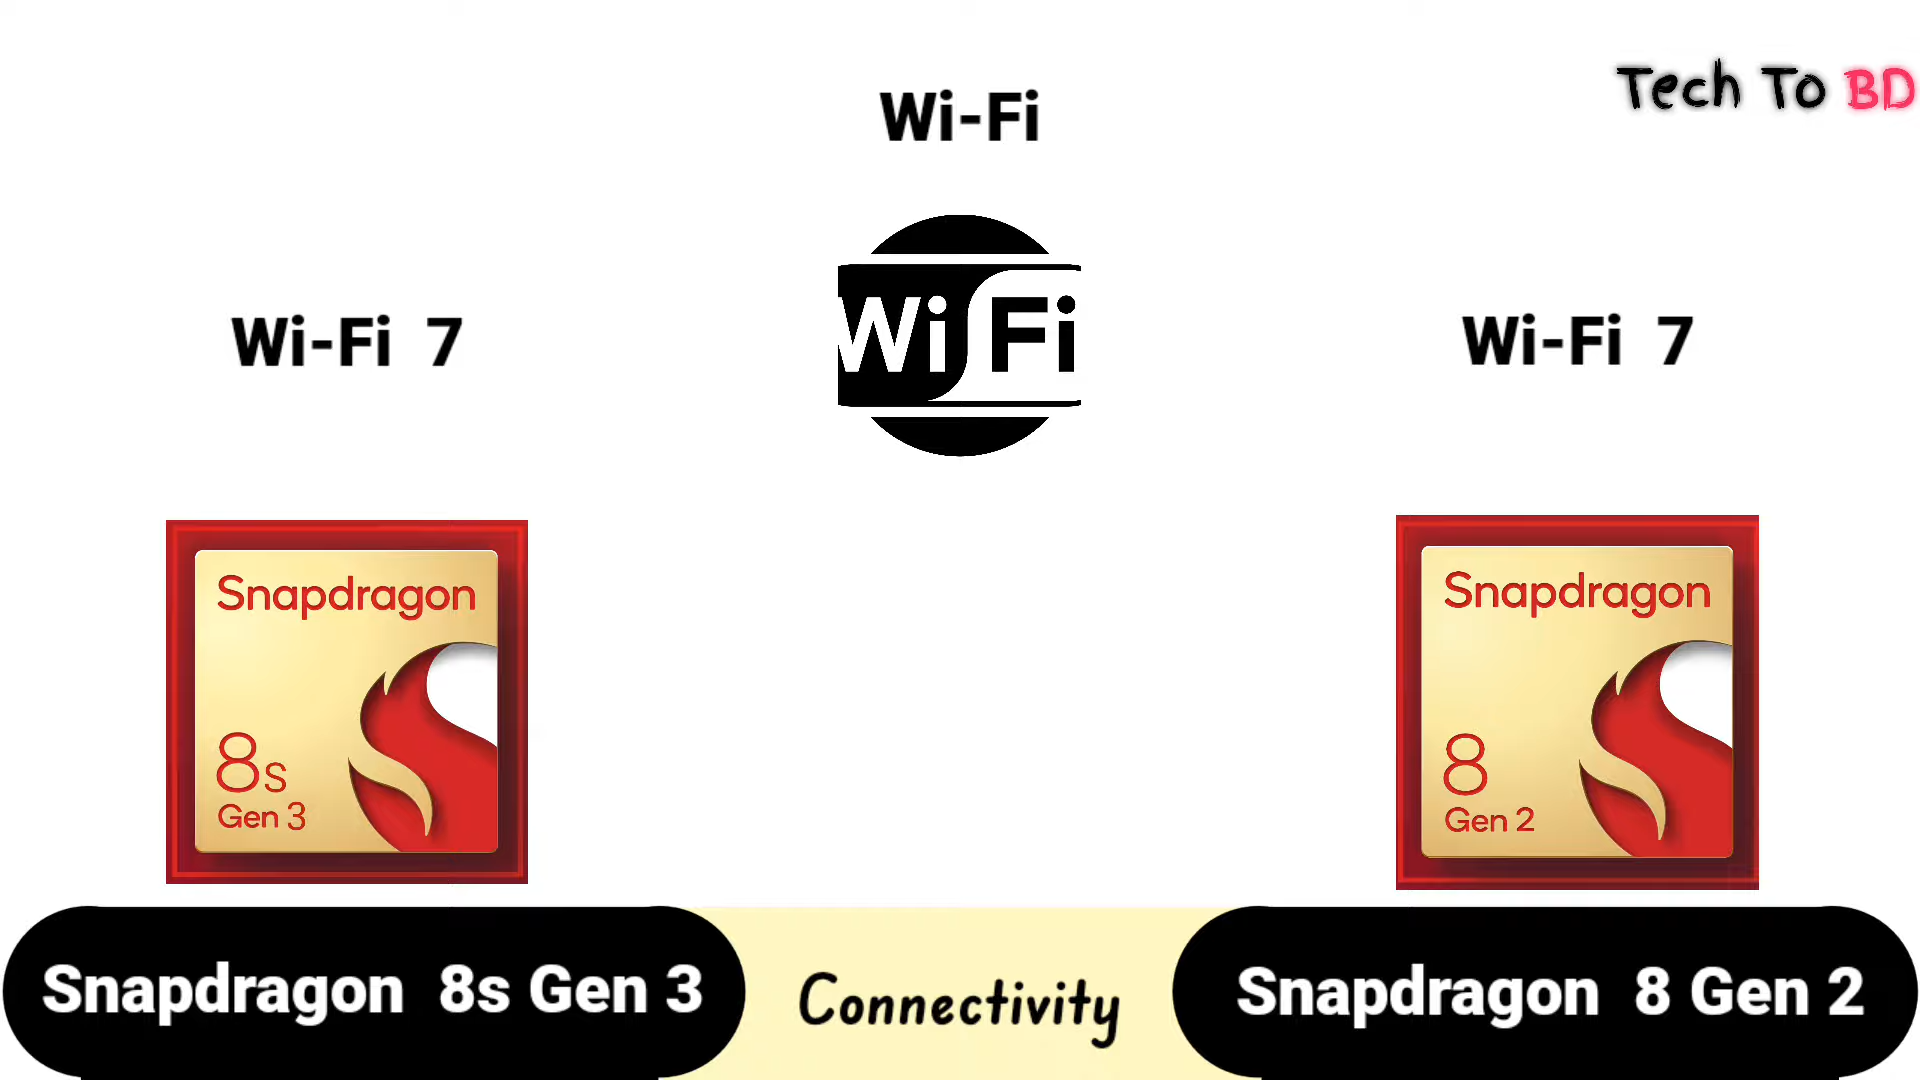 Tech To BD
Wi-Fi
Wi Fi
Wi-Fi 7
Wi-Fi 7
Snapdragon
8s
Gen 3
Snapdragon
8
Gen 2
Snapdragon 8s Gen 3
Connectivity
Snapdragon 8 Gen 2